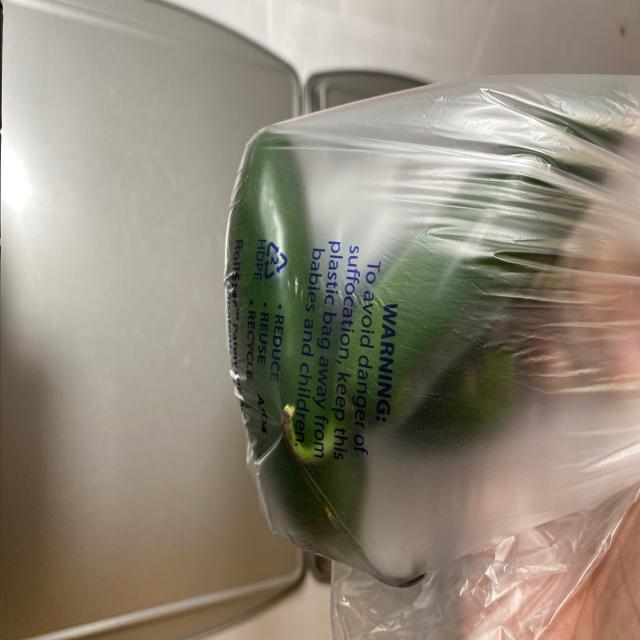 WARNING:
To avoid danger of
suffocation, keep this
plastic bag away from
babies and children
2
HDPE
• REDUCE
• REUSE
• RECYCLE